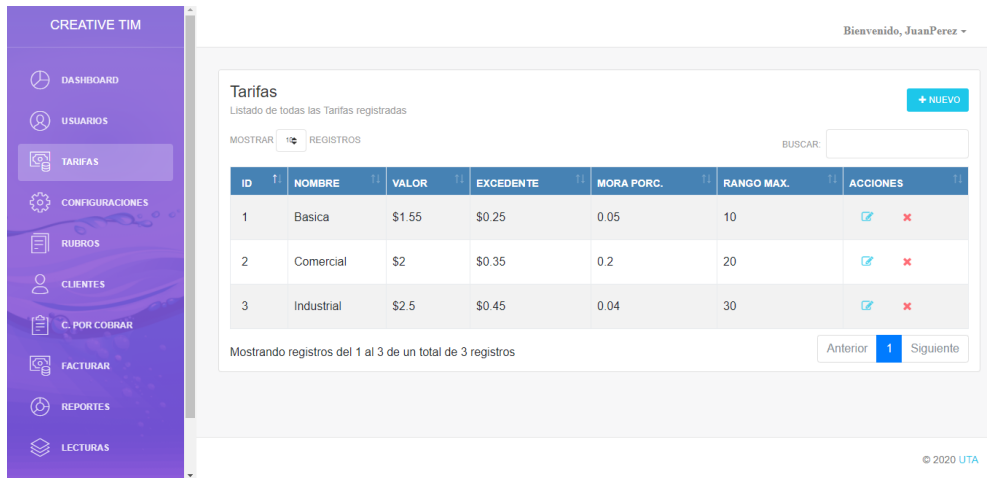 CREATIVE TIM
Bienvenido, JuanPerez
DASHBOARD
USUARIOS
TARIFAS
CONFIGURACIONES
RUBROS
CLIENTES
C. POR COBRAR
FACTURAR
REPORTES
LECTURAS
Tarifas
Listado de todas las Tarifas registradas
+ NUEVO
MOSTRAR 10 REGISTROS
BUSCAR:
ID NOMBRE VALOR EXCEDENTE MORA PORC. RANGO MAX. ACCIONES
1 Basica $1.55 $0.25 0.05 10
2 Comercial $2 $0.35 0.2 20
3 Industrial $2.5 $0.45 0.04 30
Mostrando registros del 1 al 3 de un total de 3 registros
Anterior 1 Siguiente
© 2020 UTA